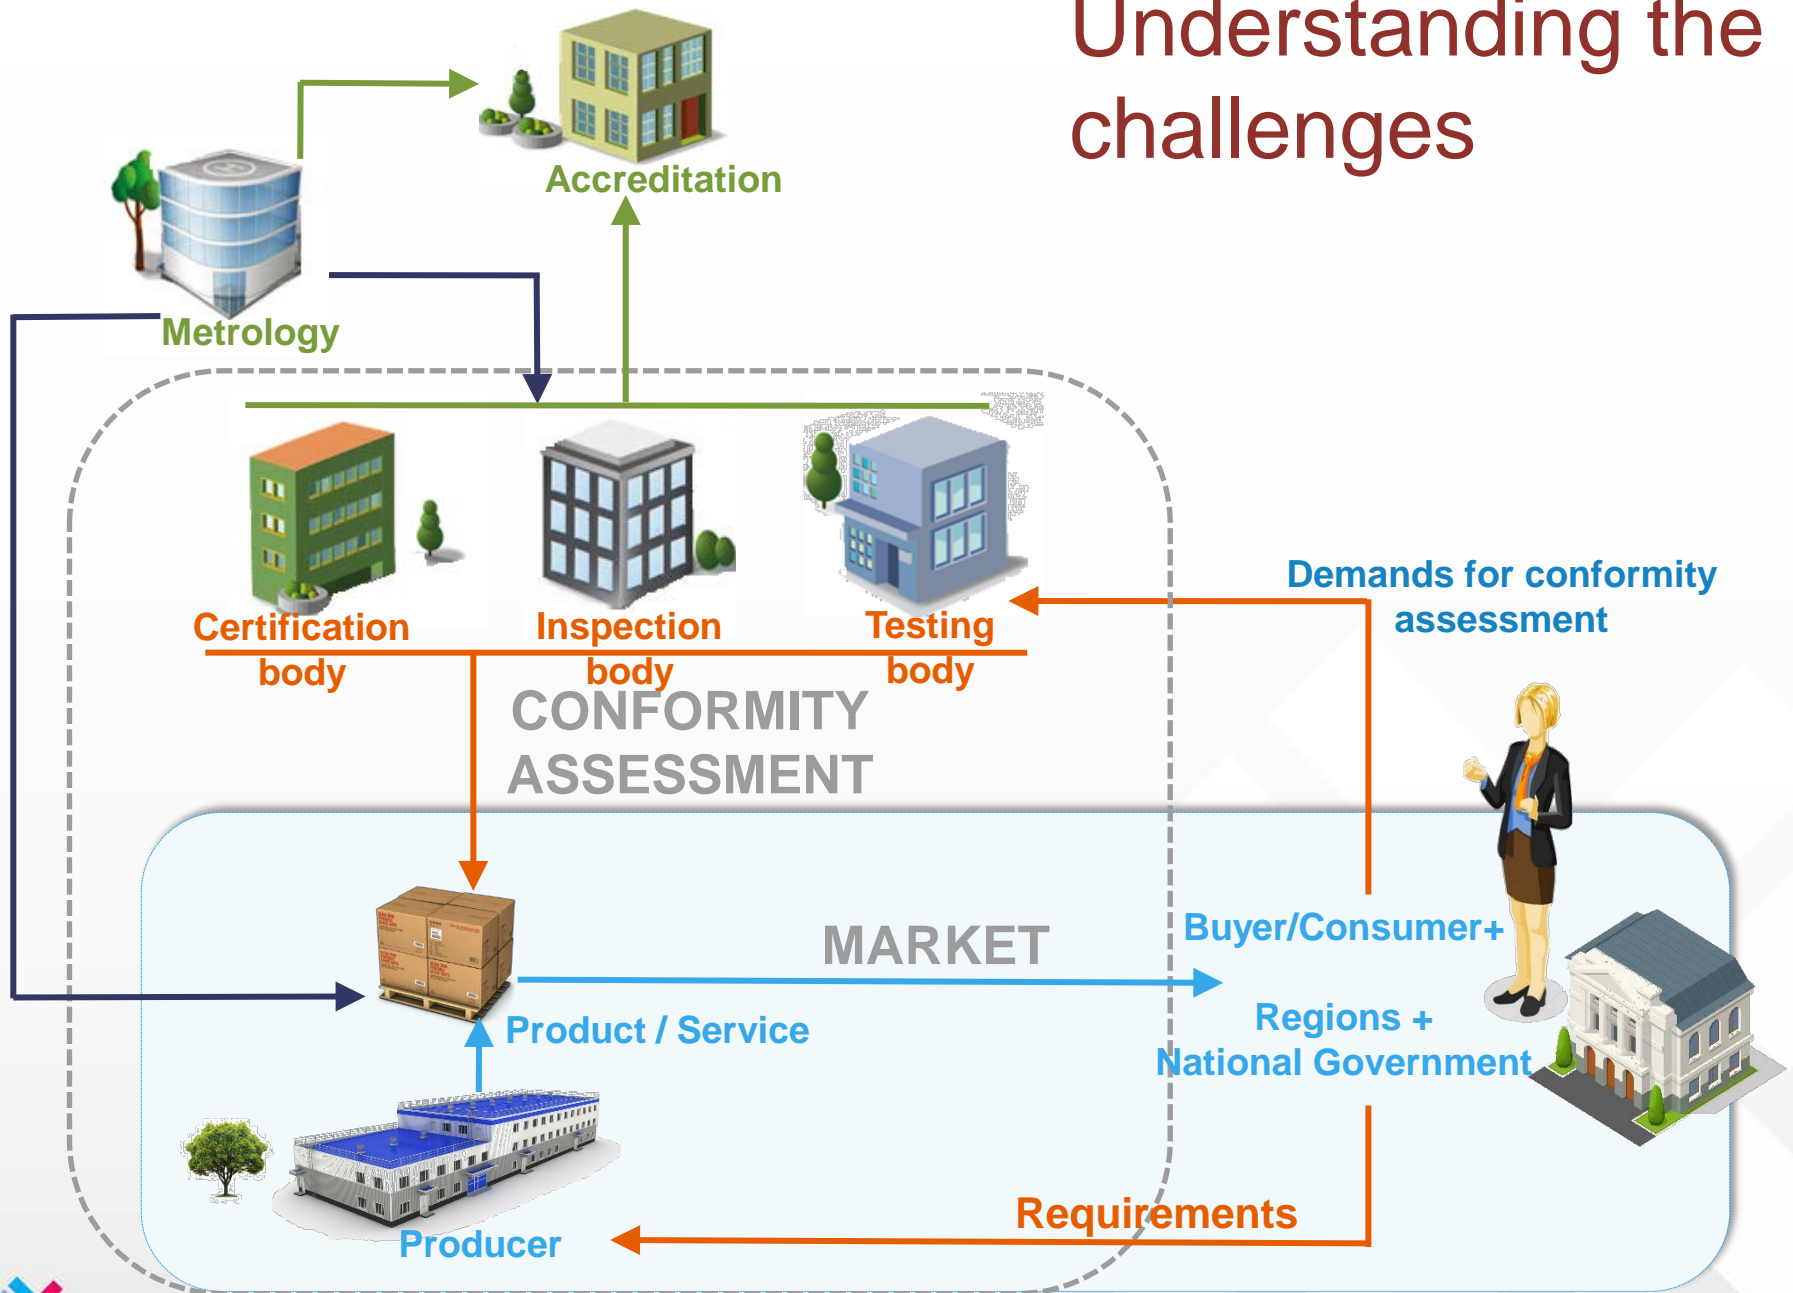 Understanding the
challenges
Accreditation
Metrology
Certification
body
Inspection
body
Testing
body
Demands for conformity
assessment
CONFORMITY
ASSESSMENT
MARKET
Buyer/Consumer+
Regions +
National Government
Product / Service
Requirements
Producer